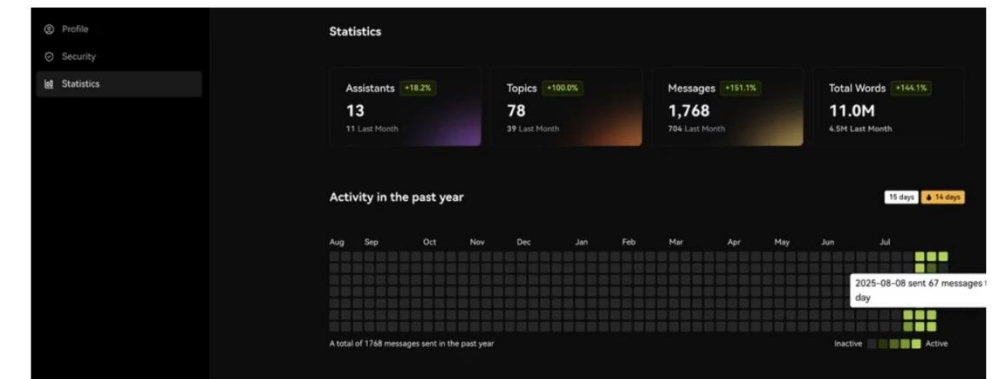 Profile
Security
Statistics
Statistics
Assistants +18.2%
13
11 Last Month
Topics +100.0%
78
39 Last Month
Messages +151.1%
1,768
704 Last Month
Total Words +144.1%
11.0M
4.5M Last Month
Activity in the past year
15 days 14 days
Aug Sep Oct Nov Dec Jan Feb Mar Apr May Jun Jul
2025-08-08 sent 67 messages
day
A total of 1768 messages sent in the past year
Inactive Active